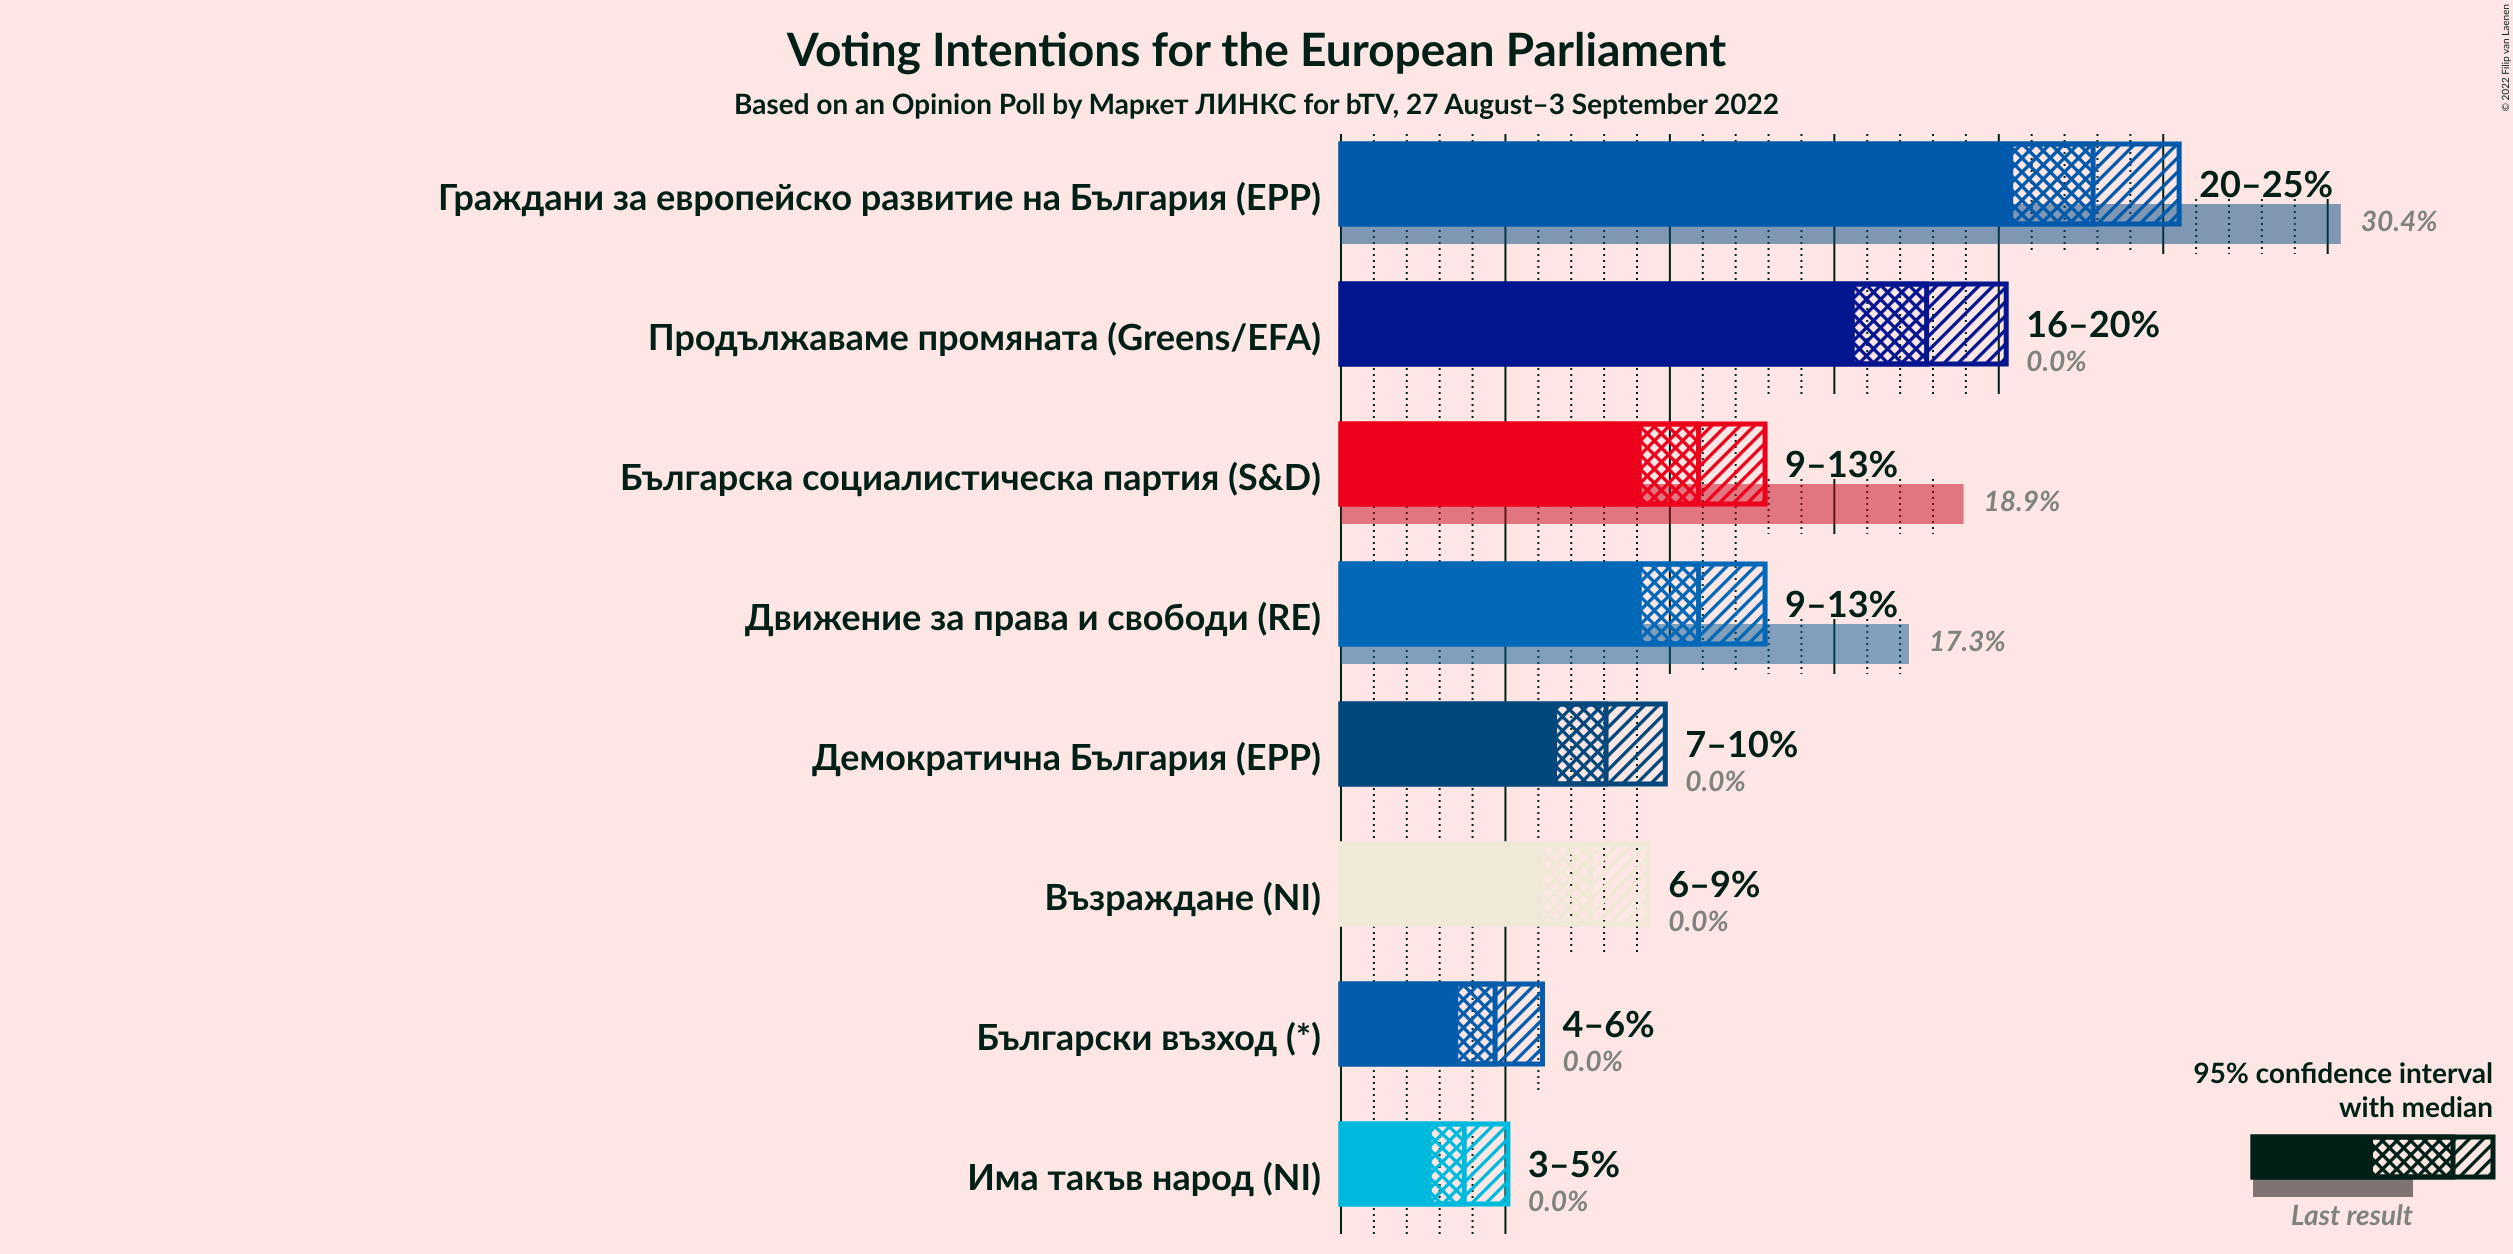 Voting Intentions for the European Parliament
Based on an Opinion Poll by Маркет ЛИНКС for bTV, 27 August–3 September 2022
© 2022 Filip van Laenen
Граждани за европейско развитие на България (EPP)
20–25%
30.4%
Продължаваме промяната (Greens/EFA)
16–20%
0.0%
Българска социалистическа партия (S&D)
9–13%
18.9%
Движение за права и свободи (RE)
9–13%
17.3%
Демократична България (EPP)
7–10%
0.0%
Възраждане (NI)
6–9%
0.0%
Български възход (*)
4–6%
0.0%
Има такъв народ (NI)
3–5%
0.0%
95% confidence interval
with median
Last result